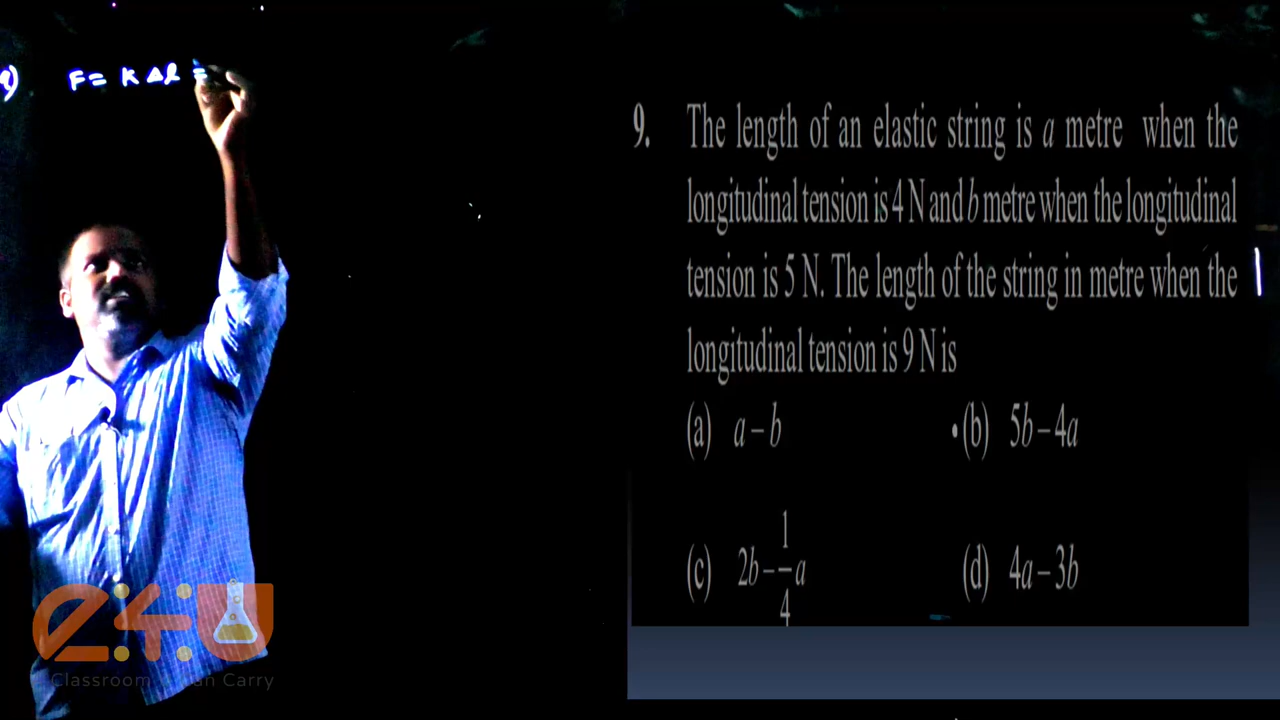 F = K Δl =
9. The length of an elastic string is a metre when the
longitudinal tension is 4 N and b metre when the longitudinal
tension is 5 N. The length of the string in metre when the
longitudinal tension is 9 N is
(a) a – b
•(b) 5b – 4a
(c) 2b – 1/4 a
(d) 4a – 3b
e4U